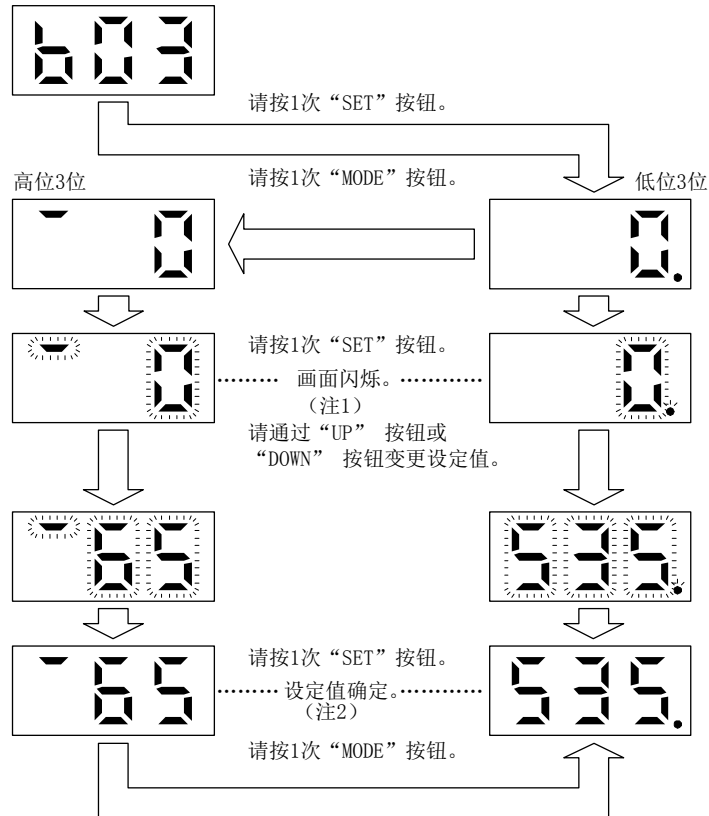 b03
请按1次“SET”按钮。
请按1次“MODE”按钮。
高位3位
低位3位
‾ 0
0.
请按1次“SET”按钮。
‾ 0
……… 画面闪烁。…………
0.
（注1）
请通过“UP” 按钮或
“DOWN” 按钮变更设定值。
‾65
535.
请按1次“SET”按钮。
‾65
………设定值确定。…………
535.
（注2）
请按1次“MODE”按钮。